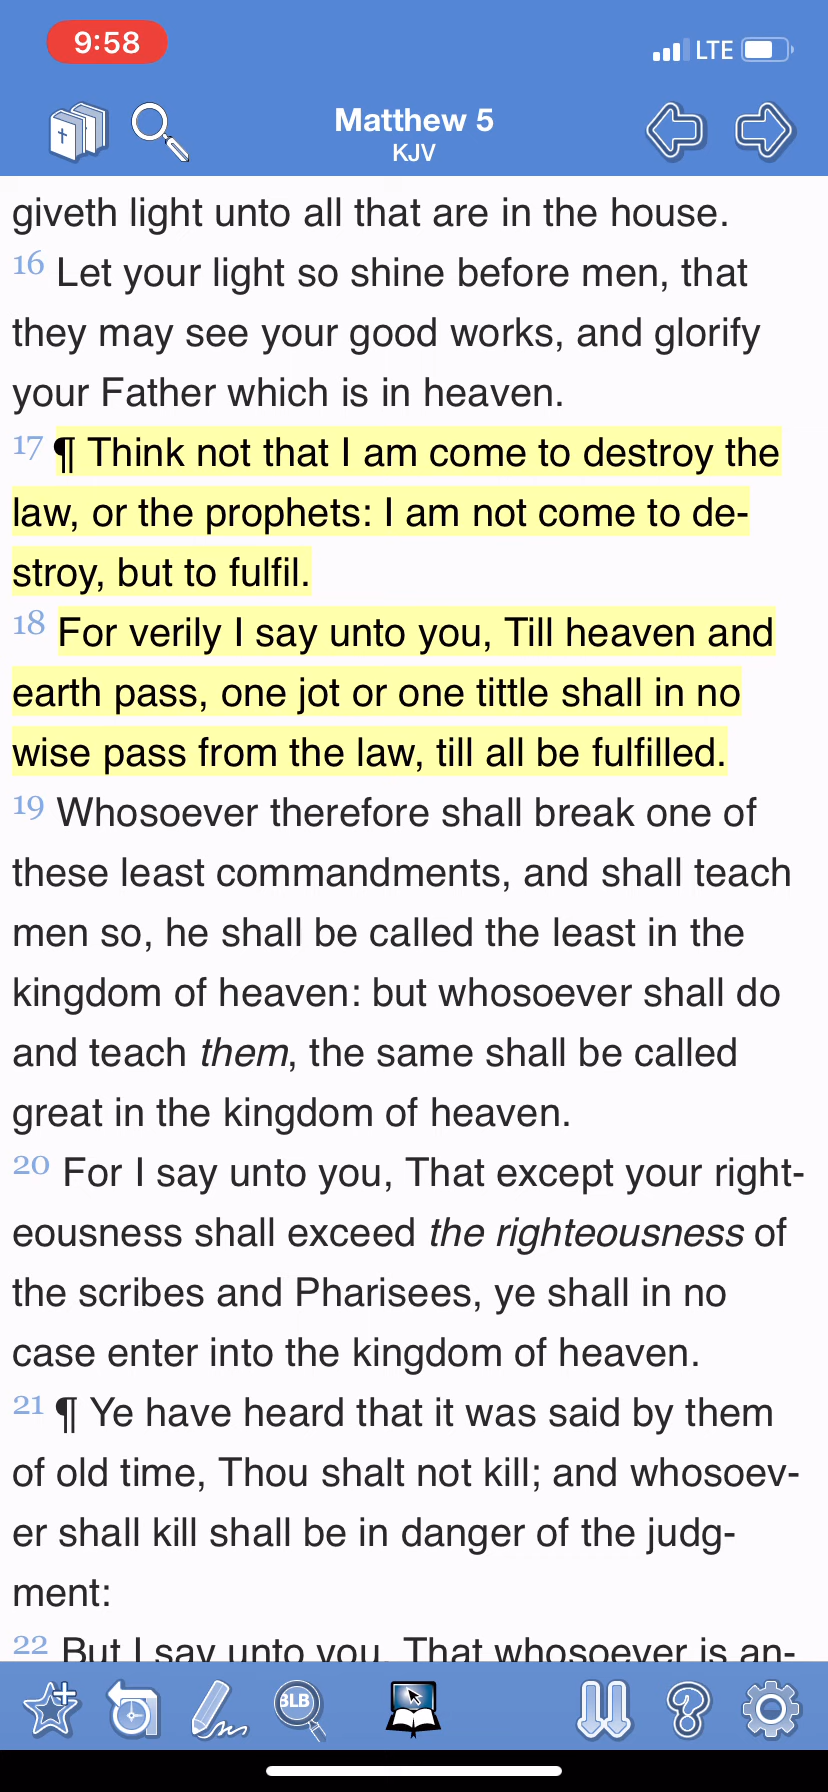 9:58
LTE
Matthew 5
KJV
giveth light unto all that are in the house.
16 Let your light so shine before men, that
they may see your good works, and glorify
your Father which is in heaven.
17 ¶ Think not that I am come to destroy the
law, or the prophets: I am not come to de-
stroy, but to fulfil.
18 For verily I say unto you, Till heaven and
earth pass, one jot or one tittle shall in no
wise pass from the law, till all be fulfilled.
19 Whosoever therefore shall break one of
these least commandments, and shall teach
men so, he shall be called the least in the
kingdom of heaven: but whosoever shall do
and teach them, the same shall be called
great in the kingdom of heaven.
20 For I say unto you, That except your right-
eousness shall exceed the righteousness of
the scribes and Pharisees, ye shall in no
case enter into the kingdom of heaven.
21 ¶ Ye have heard that it was said by them
of old time, Thou shalt not kill; and whosoev-
er shall kill shall be in danger of the judg-
ment:
22 But I say unto you, That whosoever is an-
BLB